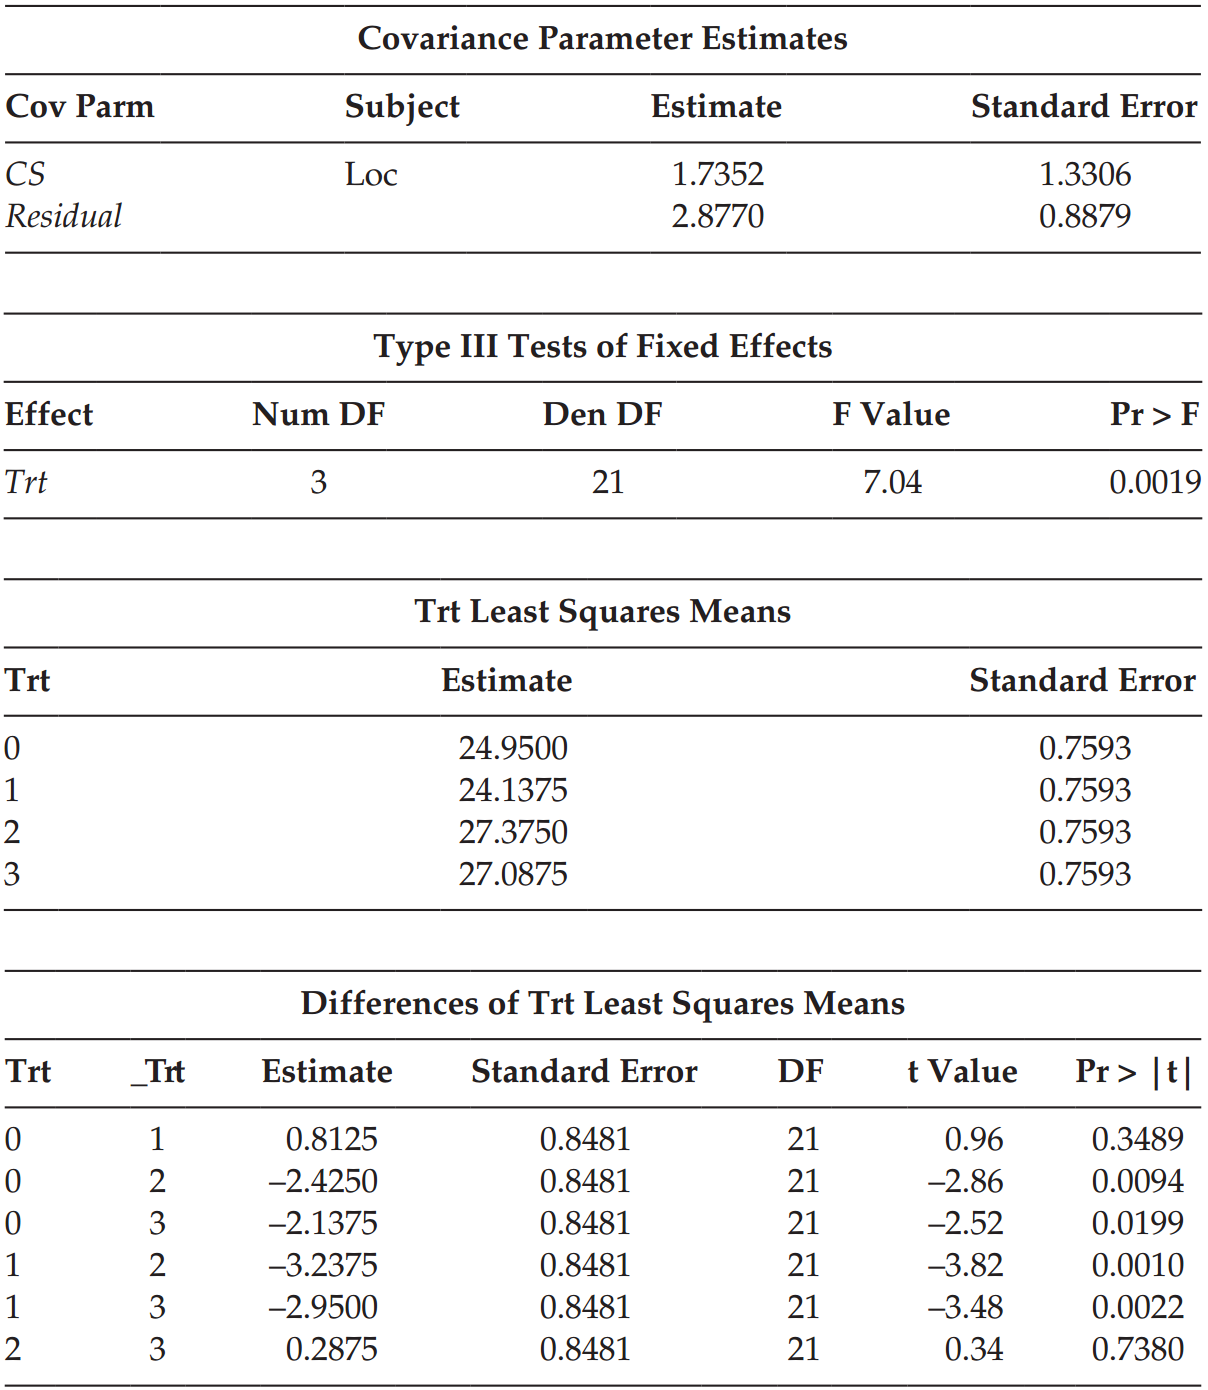 Covariance Parameter Estimates
Cov Parm Subject Estimate Standard Error
CS Loc 1.7352 1.3306
Residual 2.8770 0.8879
Type III Tests of Fixed Effects
Effect Num DF Den DF F Value Pr > F
Trt 3 21 7.04 0.0019
Trt Least Squares Means
Trt Estimate Standard Error
0 24.9500 0.7593
1 24.1375 0.7593
2 27.3750 0.7593
3 27.0875 0.7593
Differences of Trt Least Squares Means
Trt _Trt Estimate Standard Error DF t Value Pr > |t|
0 1 0.8125 0.8481 21 0.96 0.3489
0 2 –2.4250 0.8481 21 –2.86 0.0094
0 3 –2.1375 0.8481 21 –2.52 0.0199
1 2 –3.2375 0.8481 21 –3.82 0.0010
1 3 –2.9500 0.8481 21 –3.48 0.0022
2 3 0.2875 0.8481 21 0.34 0.7380